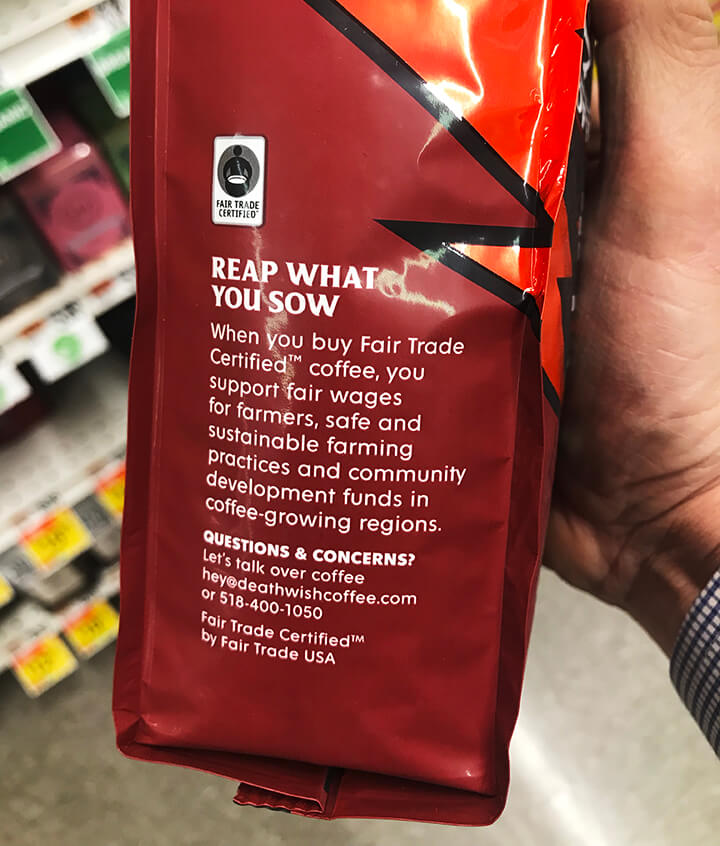 FAIR TRADE
CERTIFIED™
REAP WHAT
YOU SOW
When you buy Fair Trade
Certified™ coffee, you
support fair wages
for farmers, safe and
sustainable farming
practices and community
development funds in
coffee-growing regions.
QUESTIONS & CONCERNS?
Let's talk over coffee
hey@deathwishcoffee.com
or 518-400-1050
Fair Trade Certified™
by Fair Trade USA